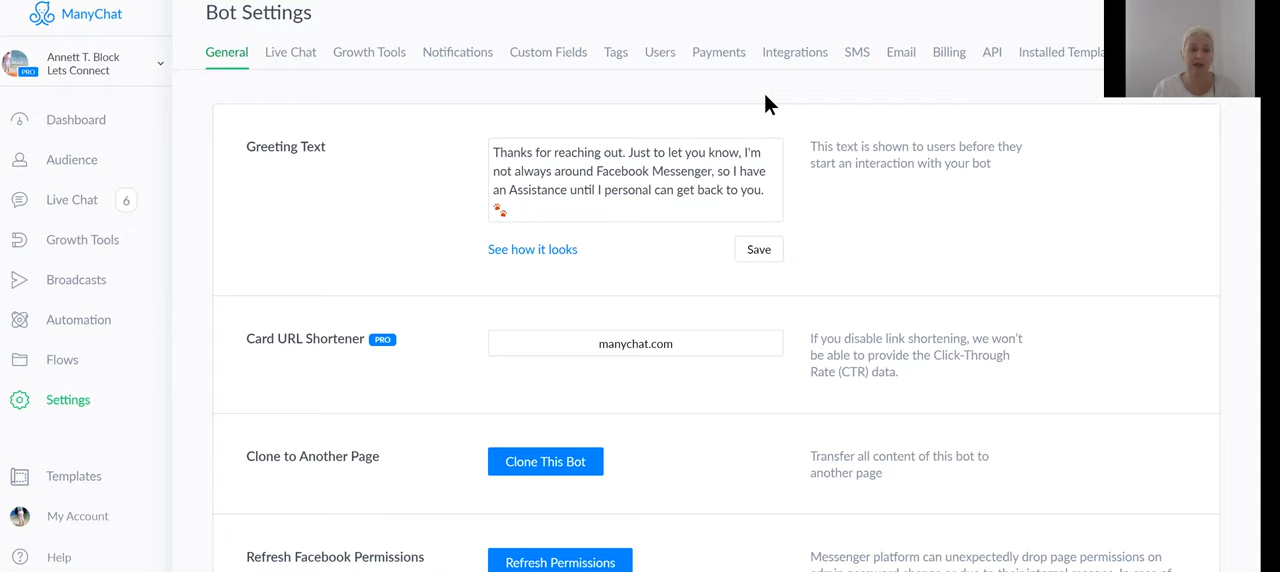 ManyChat
Annett T. Block
Lets Connect
PRO
Dashboard
Audience
Live Chat 6
Growth Tools
Broadcasts
Automation
Flows
Settings
Templates
My Account
Help
Bot Settings
General Live Chat Growth Tools Notifications Custom Fields Tags Users Payments Integrations SMS Email Billing API Installed
Greeting Text
Thanks for reaching out. Just to let you know, I'm
not always around Facebook Messenger, so I have
an Assistance until I personal can get back to you.
See how it looks
Save
This text is shown to users before they
start an interaction with your bot
Card URL Shortener PRO
manychat.com
If you disable link shortening, we won't
be able to provide the Click-Through
Rate (CTR) data.
Clone to Another Page
Clone This Bot
Transfer all content of this bot to
another page
Refresh Facebook Permissions
Refresh Permissions
Messenger platform can unexpectedly drop page permissions on